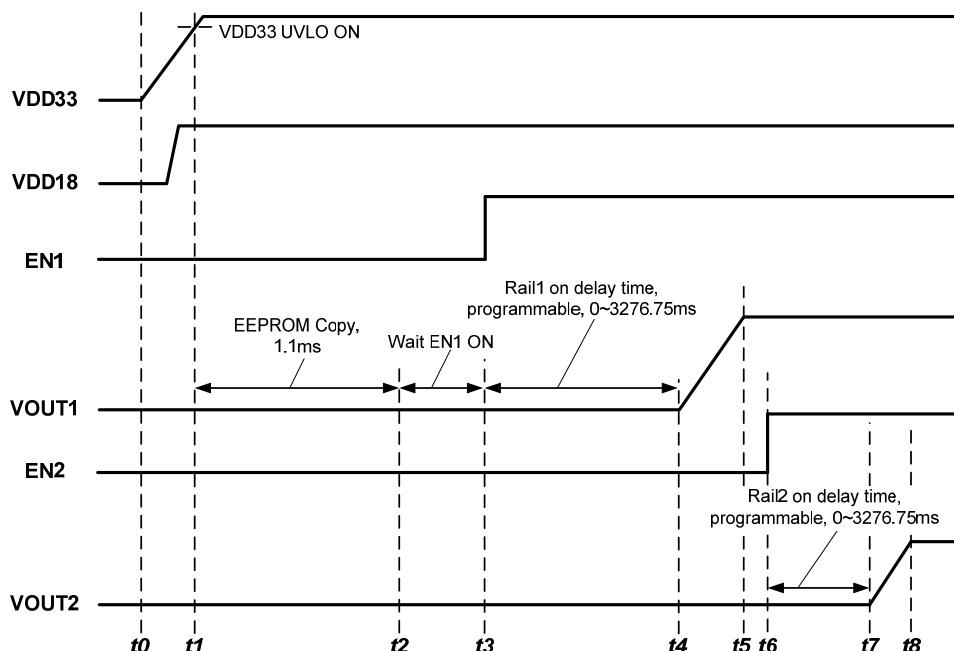 VDD33 UVLO ON
VDD33
VDD18
EN1
Rail1 on delay time,
programmable, 0~3276.75ms
EEPROM Copy,
1.1ms
Wait EN1 ON
VOUT1
EN2
Rail2 on delay time,
programmable, 0~3276.75ms
VOUT2
t0 t1 t2 t3 t4 t5 t6 t7 t8